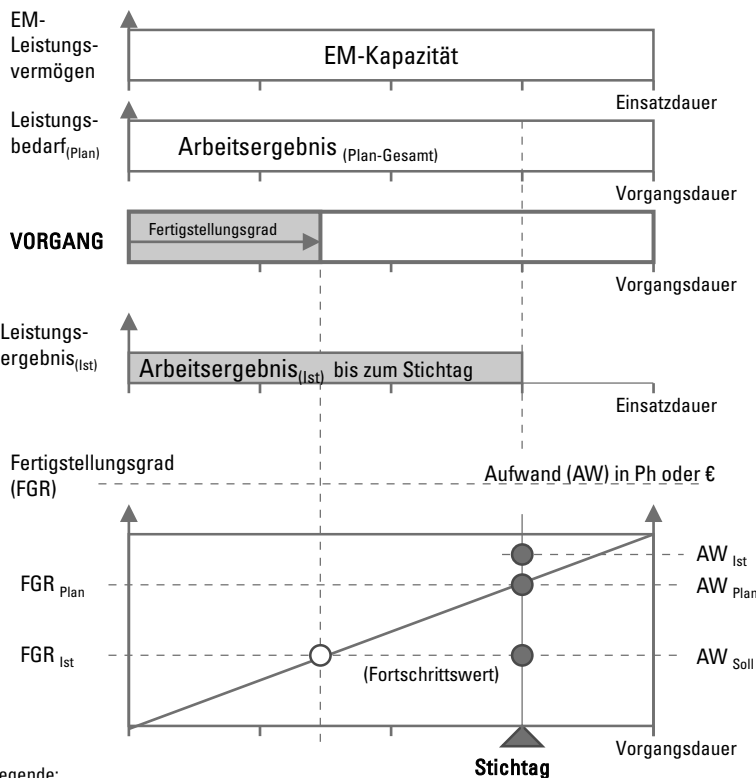 EM-
Leistungs-
vermögen
EM-Kapazität
Einsatzdauer
Leistungs-
bedarf(Plan)
Arbeitsergebnis (Plan-Gesamt)
Vorgangsdauer
VORGANG
Fertigstellungsgrad
Vorgangsdauer
Leistungs-
ergebnis(Ist)
Arbeitsergebnis(Ist) bis zum Stichtag
Einsatzdauer
Fertigstellungsgrad
(FGR)
Aufwand (AW) in Ph oder €
AW Ist
FGR Plan
AW Plan
FGR Ist
(Fortschrittswert)
AW Soll
Vorgangsdauer
Stichtag
egende: